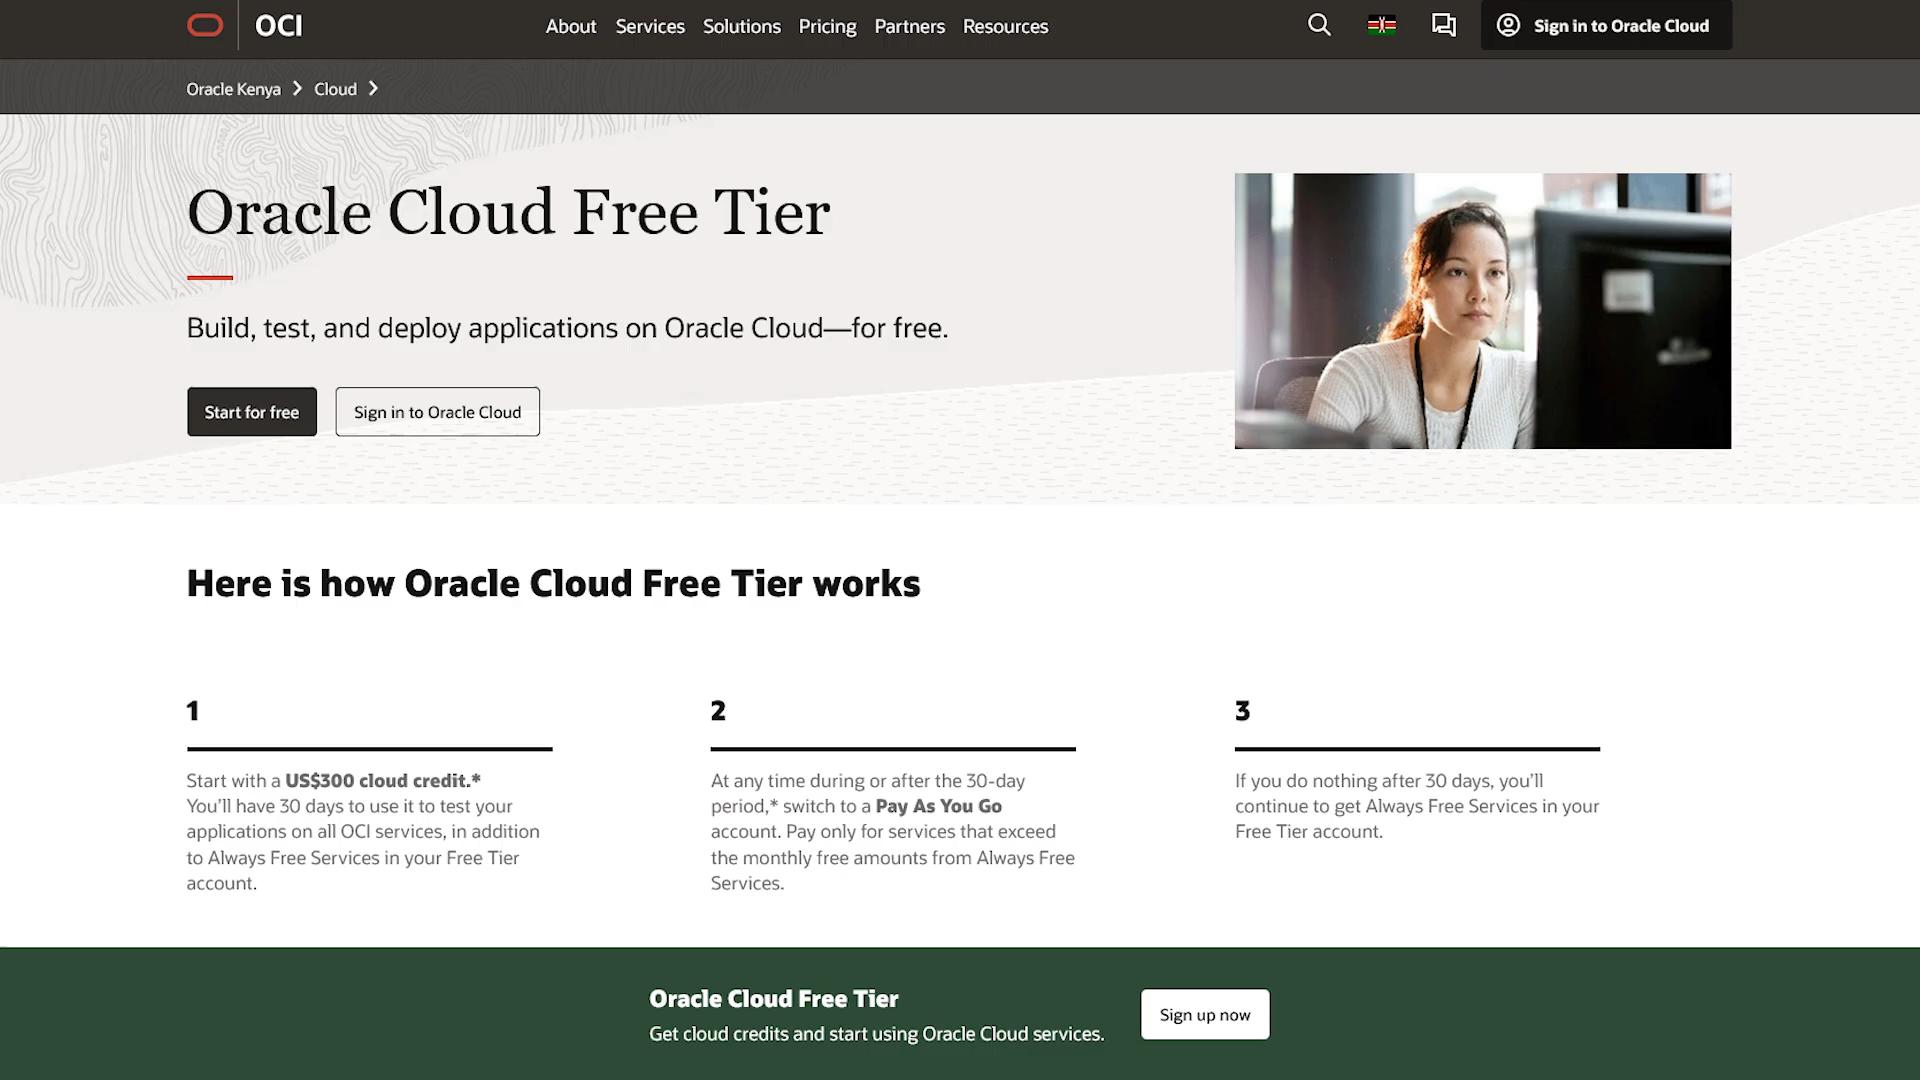 OCI
About Services Solutions Pricing Partners Resources
Sign in to Oracle Cloud
Oracle Kenya
Cloud
Oracle Cloud Free Tier
Build, test, and deploy applications on Oracle Cloud—for free.
Start for free
Sign in to Oracle Cloud
Here is how Oracle Cloud Free Tier works
1
Start with a US$300 cloud credit.*
You’ll have 30 days to use it to test your
applications on all OCI services, in addition
to Always Free Services in your Free Tier
account.
2
At any time during or after the 30-day
period,* switch to a Pay As You Go
account. Pay only for services that exceed
the monthly free amounts from Always Free
Services.
3
If you do nothing after 30 days, you’ll
continue to get Always Free Services in your
Free Tier account.
Oracle Cloud Free Tier
Get cloud credits and start using Oracle Cloud services.
Sign up now